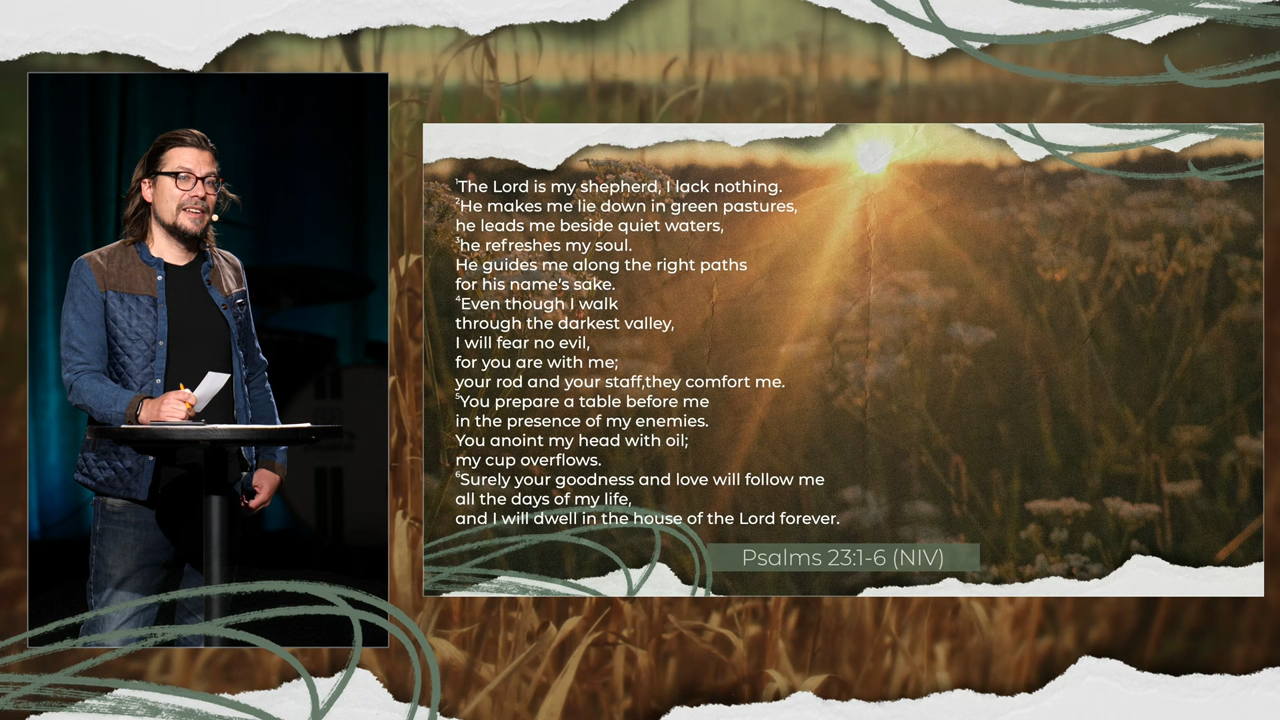 ¹The Lord is my shepherd, I lack nothing.
²He makes me lie down in green pastures,
he leads me beside quiet waters,
³he refreshes my soul.
He guides me along the right paths
for his name's sake.
⁴Even though I walk
through the darkest valley,
I will fear no evil,
for you are with me;
your rod and your staff,they comfort me.
⁵You prepare a table before me
in the presence of my enemies.
You anoint my head with oil;
my cup overflows.
⁶Surely your goodness and love will follow me
all the days of my life,
and I will dwell in the house of the Lord forever.
Psalms 23:1-6 (NIV)